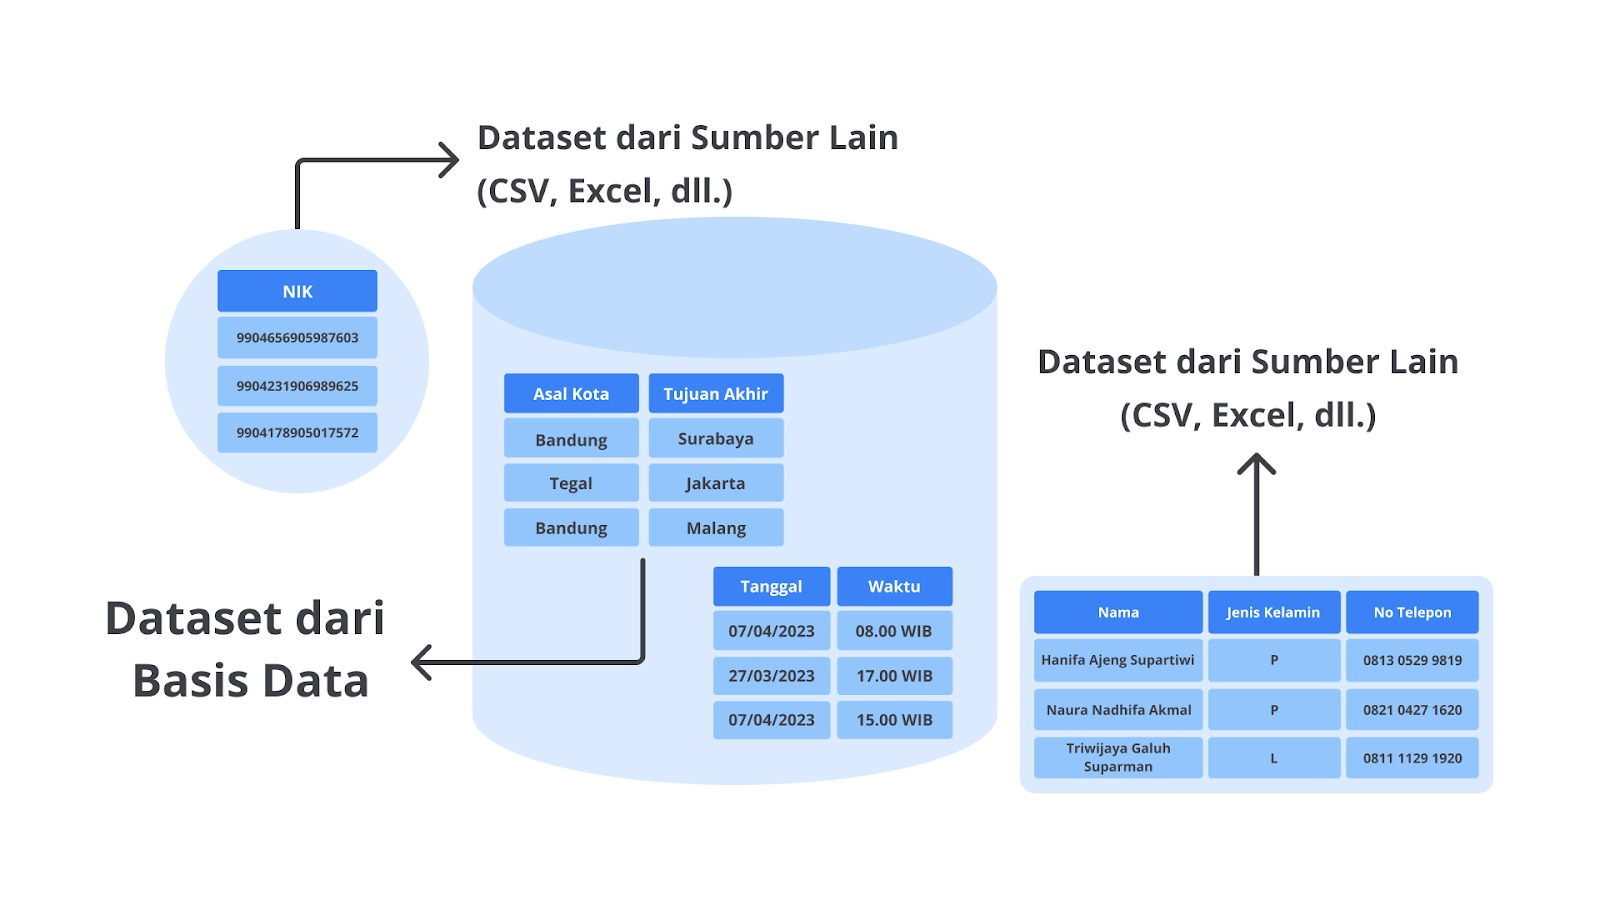 Dataset dari Sumber Lain
(CSV, Excel, dll.)
NIK
9904656905987603
9904231906989625
9904178905017572
Asal Kota Tujuan Akhir
Bandung Surabaya
Tegal Jakarta
Bandung Malang
Tanggal Waktu
07/04/2023 08.00 WIB
27/03/2023 17.00 WIB
07/04/2023 15.00 WIB
Dataset dari
Basis Data
Dataset dari Sumber Lain
(CSV, Excel, dll.)
Nama Jenis Kelamin No Telepon
Hanifa Ajeng Supartiwi P 0813 0529 9819
Naura Nadhifa Akmal P 0821 0427 1620
Triwijaya Galuh
Suparman L 0811 1129 1920